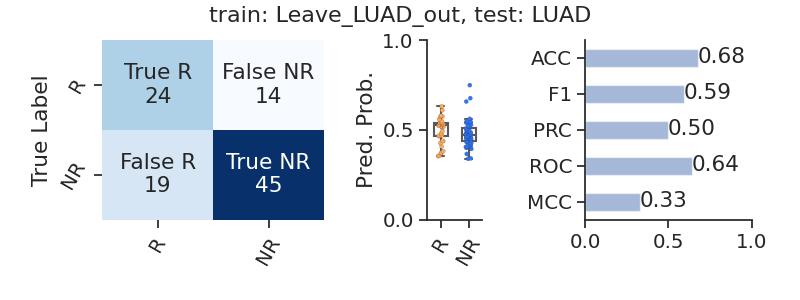 train: Leave_LUAD_out, test: LUAD
True Label
R
NR
True R
24
False NR
14
False R
19
True NR
45
R
NR
Pred. Prob.
1.0
0.5
0.0
R
NR
ACC
F1
PRC
ROC
MCC
0.68
0.59
0.50
0.64
0.33
0.0
0.5
1.0